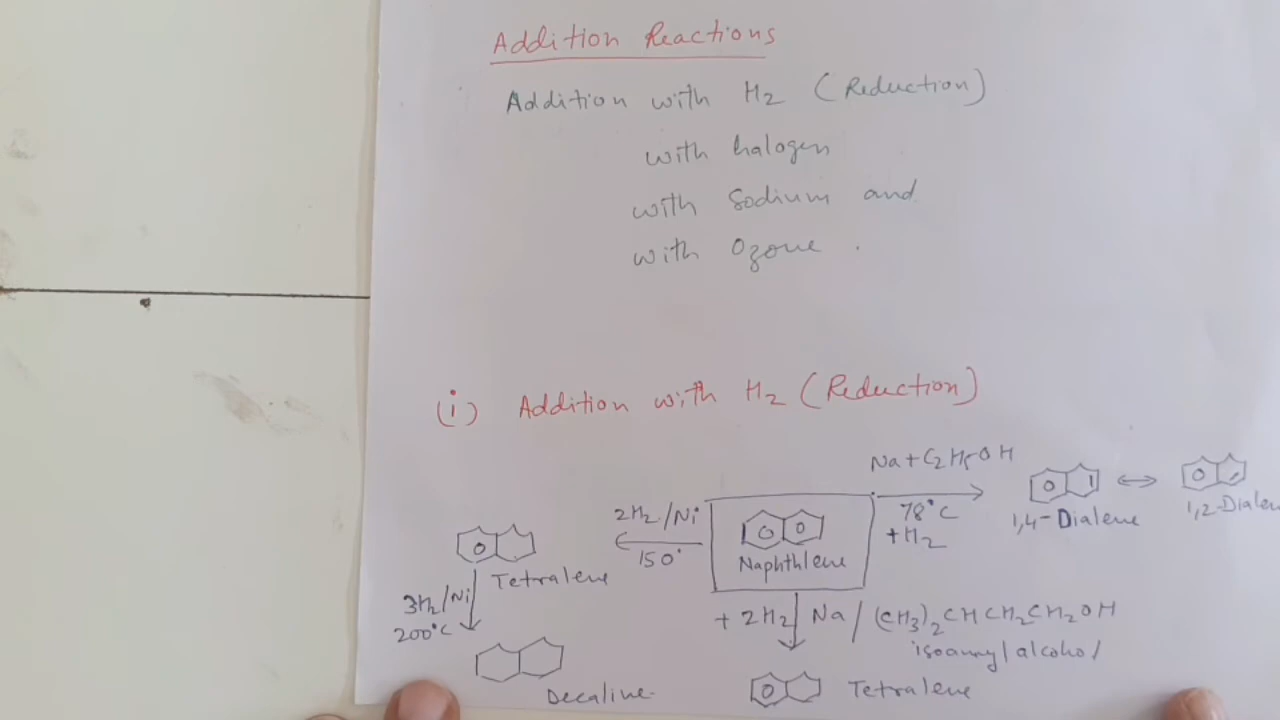 Addition Reactions
Addition with H2 (Reduction)
with halogen
with Sodium and
with Ozone .
(i) Addition with H2 (Reduction)
Na + C2H5OH
78°C
+H2
1,4-Dialene
1,2-Dialen
2H2/Ni
150°
Naphthlene
Tetralene
3H2/Ni
200°C
Decaline
+ 2H2 Na / (CH3)2CHCH2CH2OH
isoamyl alcohol
Tetralene